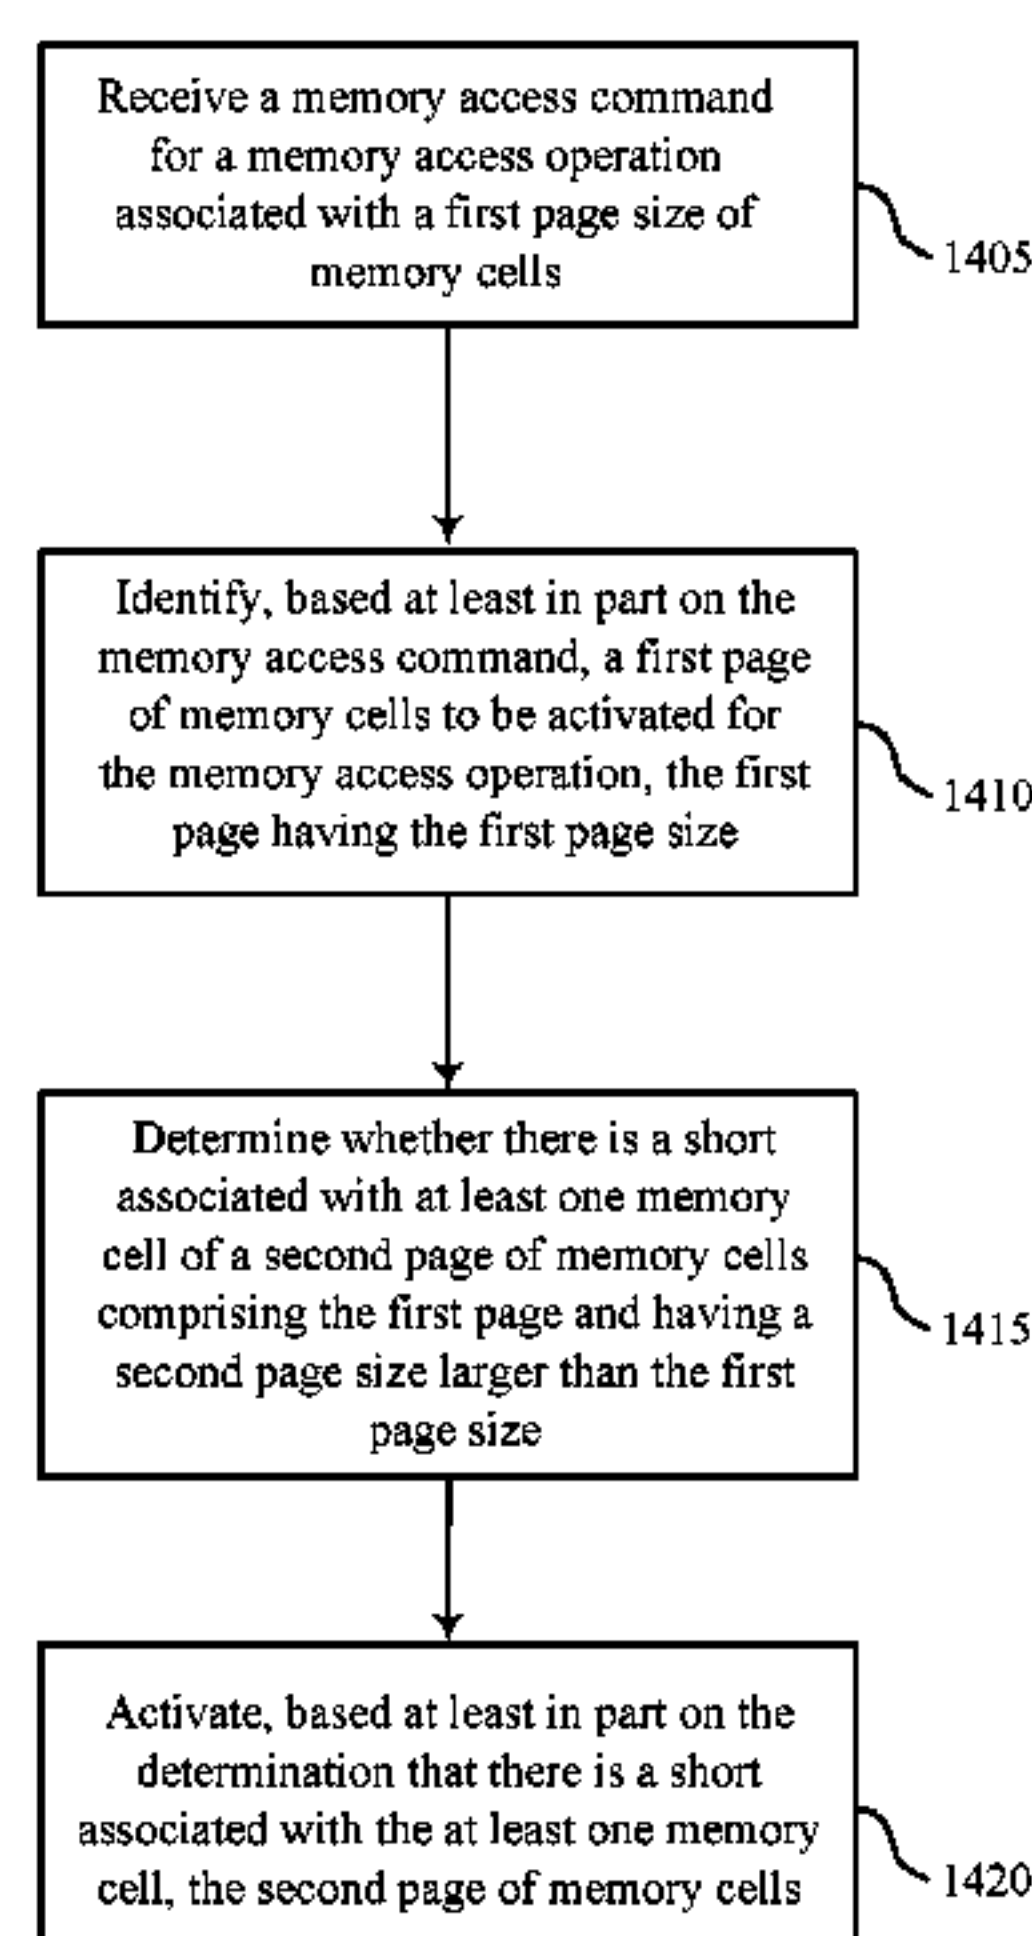 Receive a memory access command
for a memory access operation
associated with a first page size of
memory cells
1405
Identify, based at least in part on the
memory access command, a first page
of memory cells to be activated for
the memory access operation, the first
page having the first page size
1410
Determine whether there is a short
associated with at least one memory
cell of a second page of memory cells
comprising the first page and having a
second page size larger than the first
page size
1415
Activate, based at least in part on the
determination that there is a short
associated with the at least one memory
cell, the second page of memory cells
1420